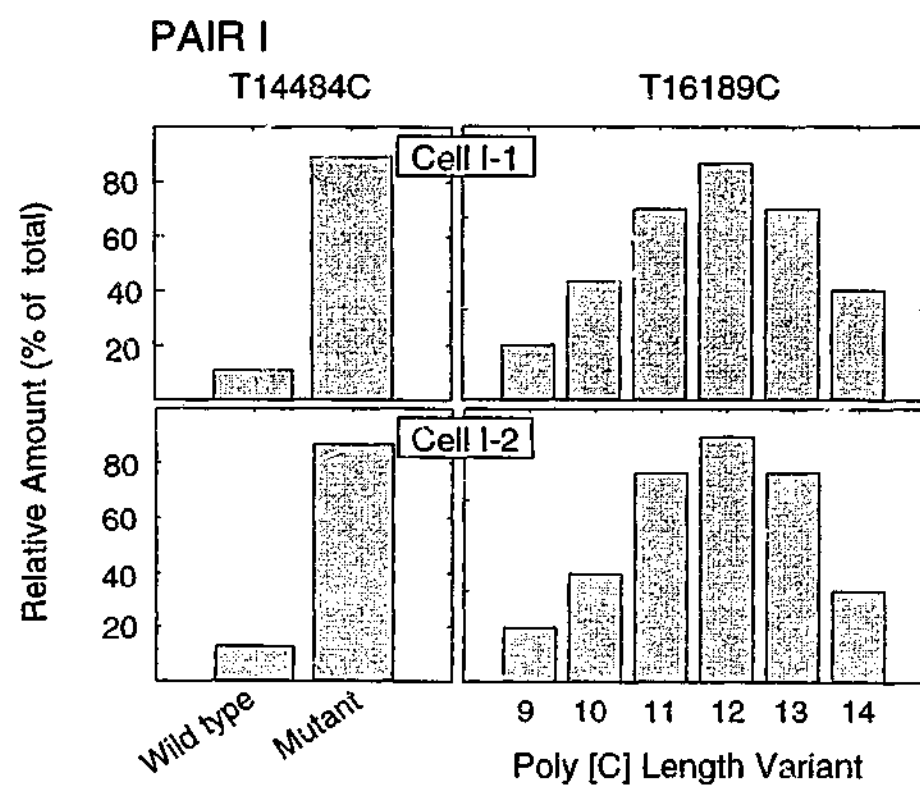 PAIR I
T14484C T16189C
Cell I-1
80
60
40
20
Cell I-2
80
60
40
20
Relative Amount (% of total)
Wild type Mutant 9 10 11 12 13 14
Poly [C] Length Variant